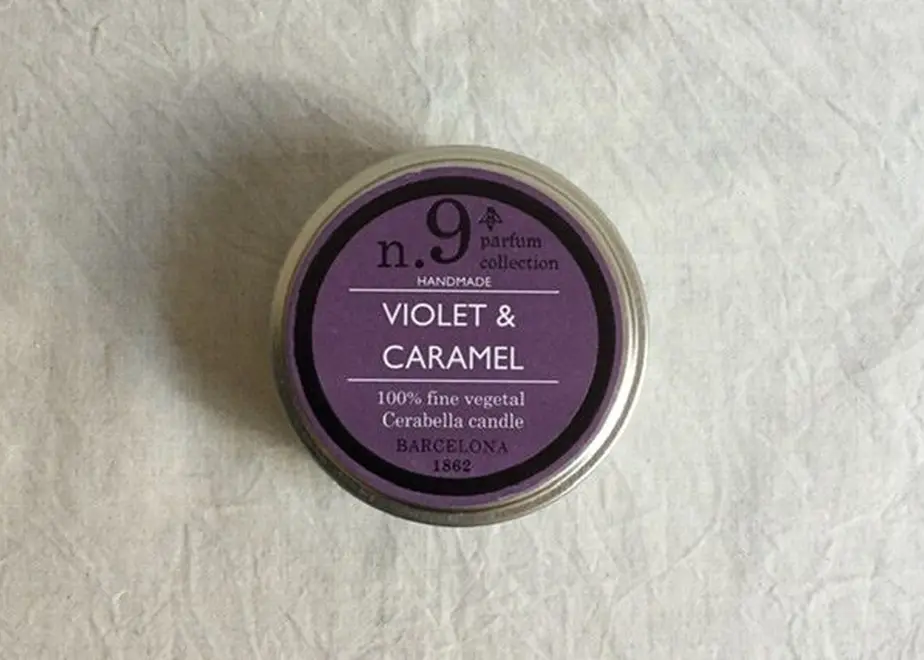 n.9 parfum
collection
HANDMADE
VIOLET &
CARAMEL
100% fine vegetal
Cerabella candle
BARCELONA
1862